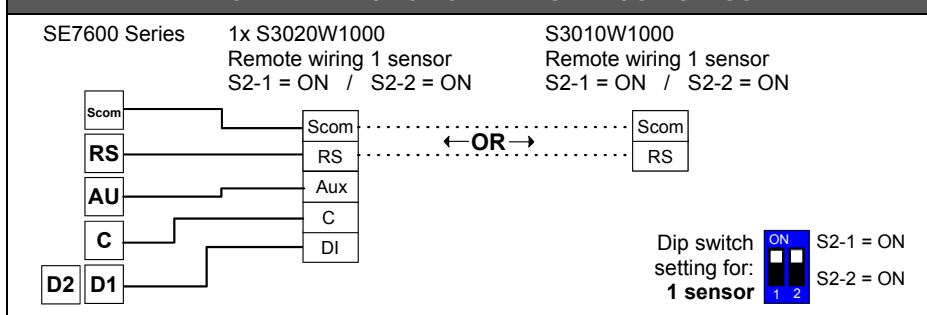 SE7600 Series
1x S3020W1000
Remote wiring 1 sensor
S2-1 = ON / S2-2 = ON
S3010W1000
Remote wiring 1 sensor
S2-1 = ON / S2-2 = ON
Scom
RS
AU
C
D2 D1
Scom
RS
Aux
C
DI
←OR→
Scom
RS
Dip switch
setting for:
1 sensor
ON
1 2
S2-1 = ON
S2-2 = ON